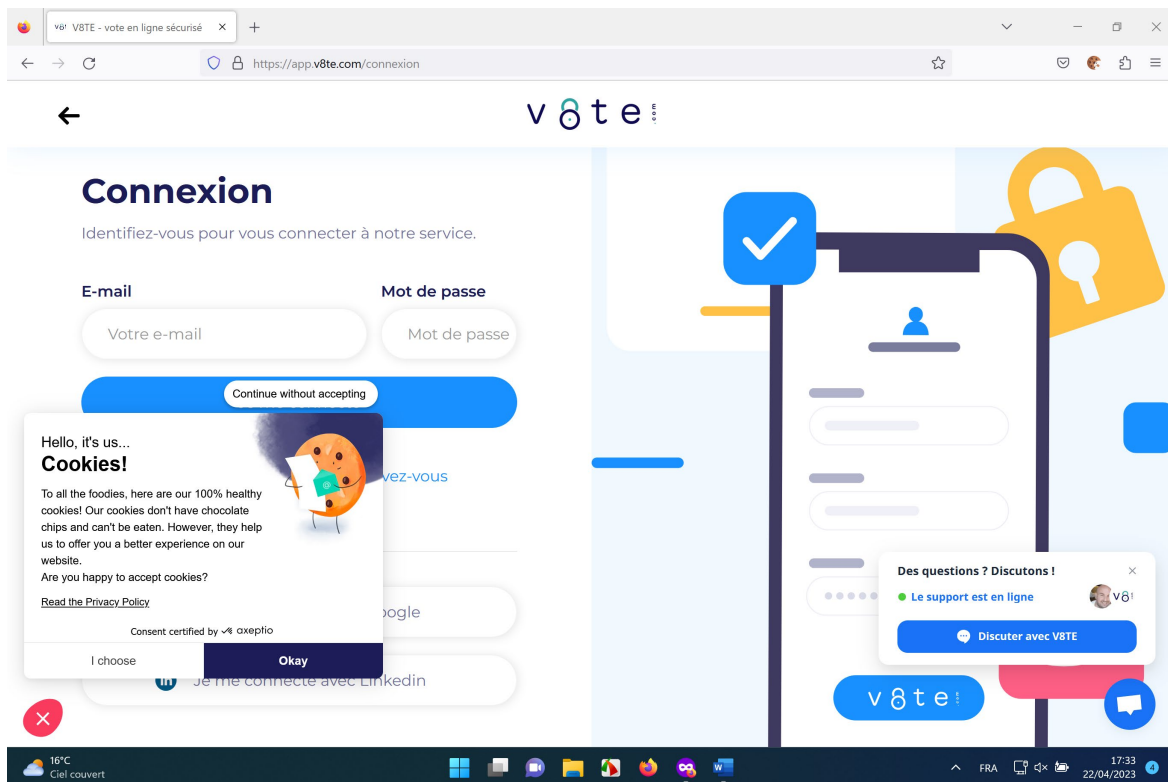 V8TE - vote en ligne sécurisé
https://app.v8te.com/connexion
v8te
Connexion
Identifiez-vous pour vous connecter à notre service.
E-mail
Mot de passe
Votre e-mail
Mot de passe
Continue without accepting
Hello, it's us...
Cookies!
To all the foodies, here are our 100% healthy
cookies! Our cookies don't have chocolate
chips and can't be eaten. However, they help
us to offer you a better experience on our
website.
Are you happy to accept cookies?
Read the Privacy Policy
Consent certified by axeptio
I choose
Okay
vez-vous
oogle
Je me connecte avec Linkedin
Des questions ? Discutons !
Le support est en ligne
v8t
Discuter avec V8TE
v8te
16°C
Ciel couvert
FRA
17:33
22/04/2023
4